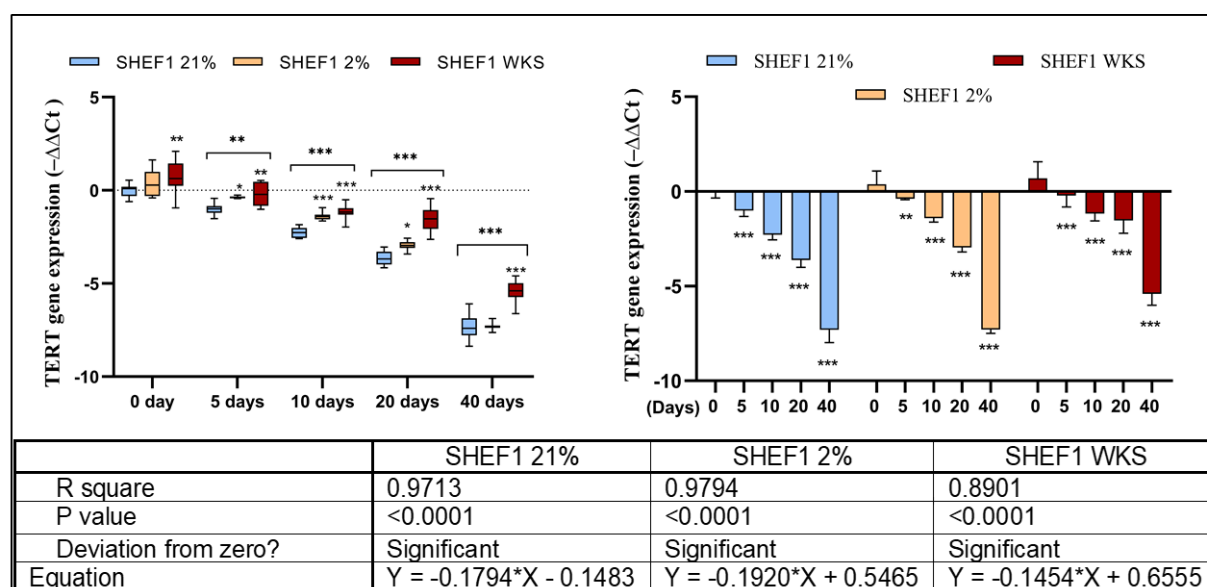 SHEF1 21% SHEF1 2% SHEF1 WKS
TERT gene expression (−ΔΔCt )
5
0
-5
-10
** ** * ** *** *** *** *** * *** *** ***
0 day 5 days 10 days 20 days 40 days
SHEF1 21% SHEF1 WKS
SHEF1 2%
TERT gene expression (−ΔΔCt )
5
0
-5
-10
*** *** *** *** ** *** *** *** *** *** *** ***
(Days) 0 5 10 20 40 0 5 10 20 40 0 5 10 20 40
SHEF1 21% SHEF1 2% SHEF1 WKS
R square 0.9713 0.9794 0.8901
P value <0.0001 <0.0001 <0.0001
Deviation from zero? Significant Significant Significant
Equation Y = -0.1794*X - 0.1483 Y = -0.1920*X + 0.5465 Y = -0.1454*X + 0.6555